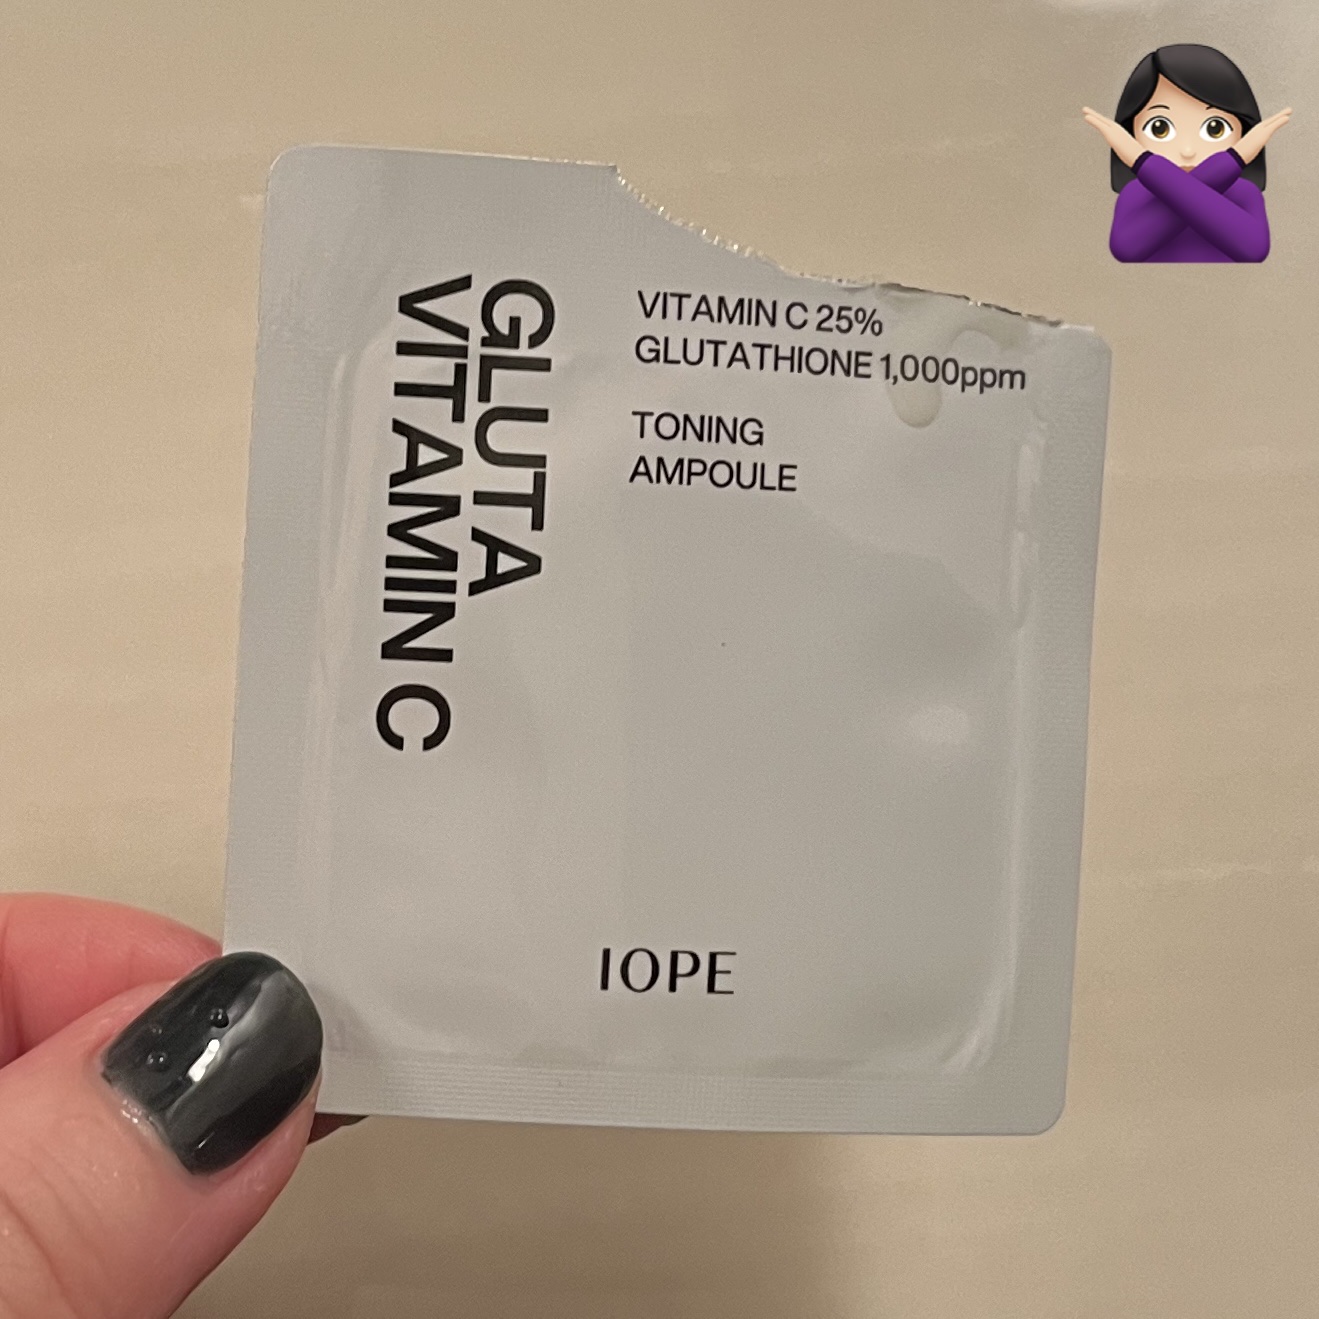 GLUTA
VITAMIN C
VITAMIN C 25%
GLUTATHIONE 1,000ppm
TONING
AMPOULE
IOPE